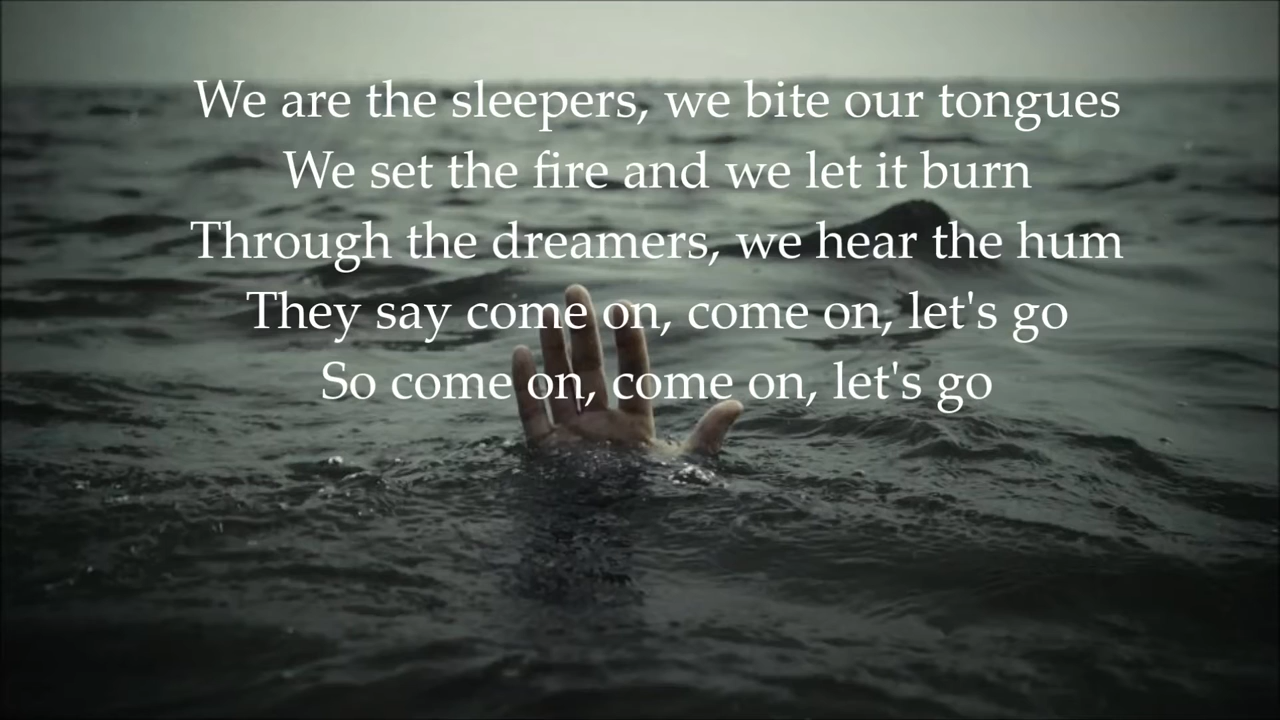 We are the sleepers, we bite our tongues
We set the fire and we let it burn
Through the dreamers, we hear the hum
They say come on, come on, let's go
So come on, come on, let's go